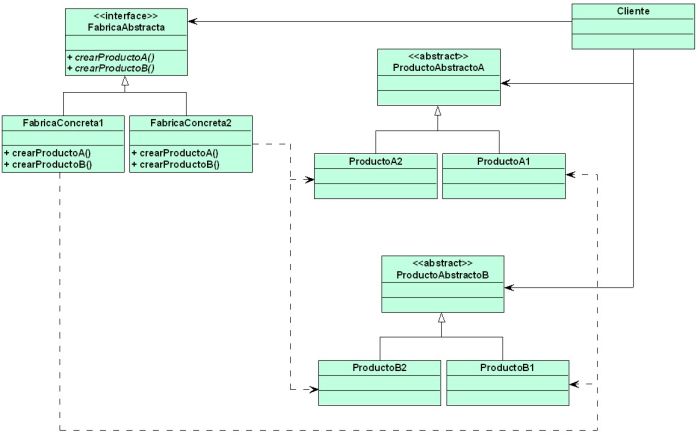 <<interface>>
FabricaAbstracta
+ crearProductoA()
+ crearProductoB()
Cliente
<<abstract>>
ProductoAbstractoA
FabricaConcreta1
+ crearProductoA()
+ crearProductoB()
FabricaConcreta2
+ crearProductoA()
+ crearProductoB()
ProductoA2
ProductoA1
<<abstract>>
ProductoAbstractoB
ProductoB2
ProductoB1